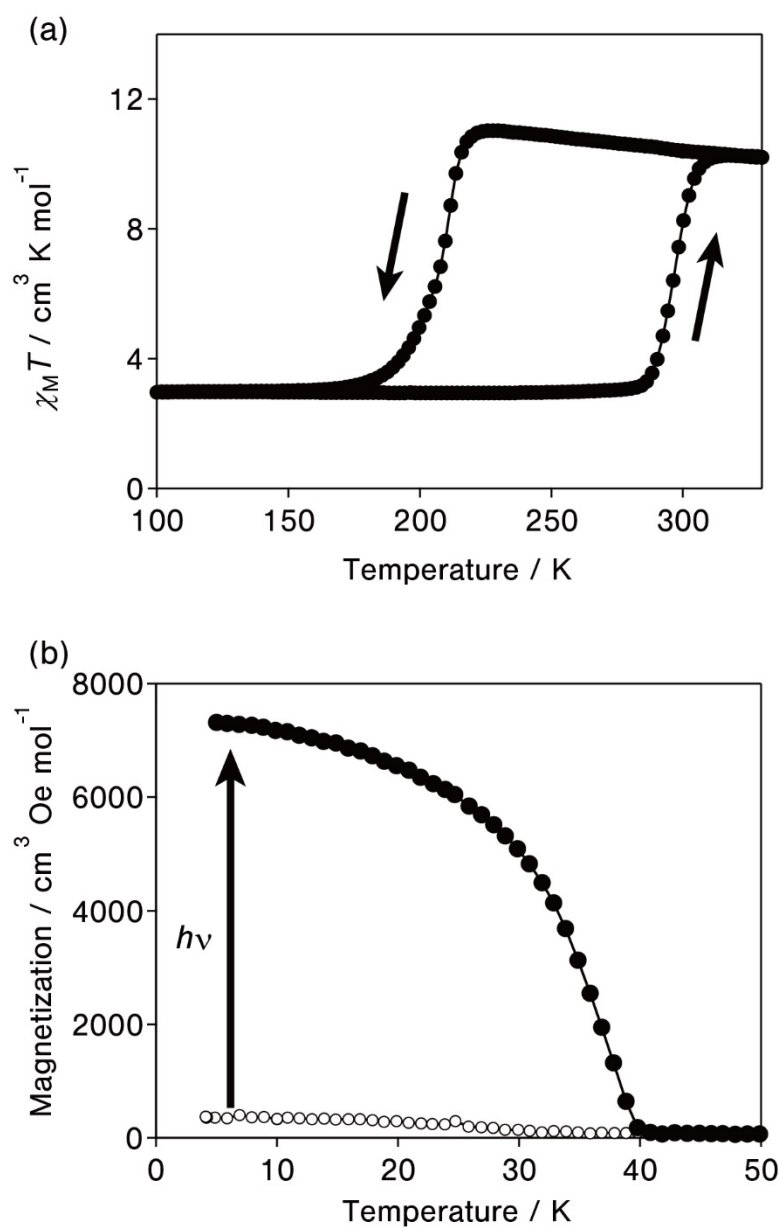 (a)
12
8
4
0
χMT / cm³ K mol⁻¹
100 150 200 250 300
Temperature / K
(b)
8000
6000
4000
2000
0
Magnetization / cm³ Oe mol⁻¹
hν
0 10 20 30 40 50
Temperature / K